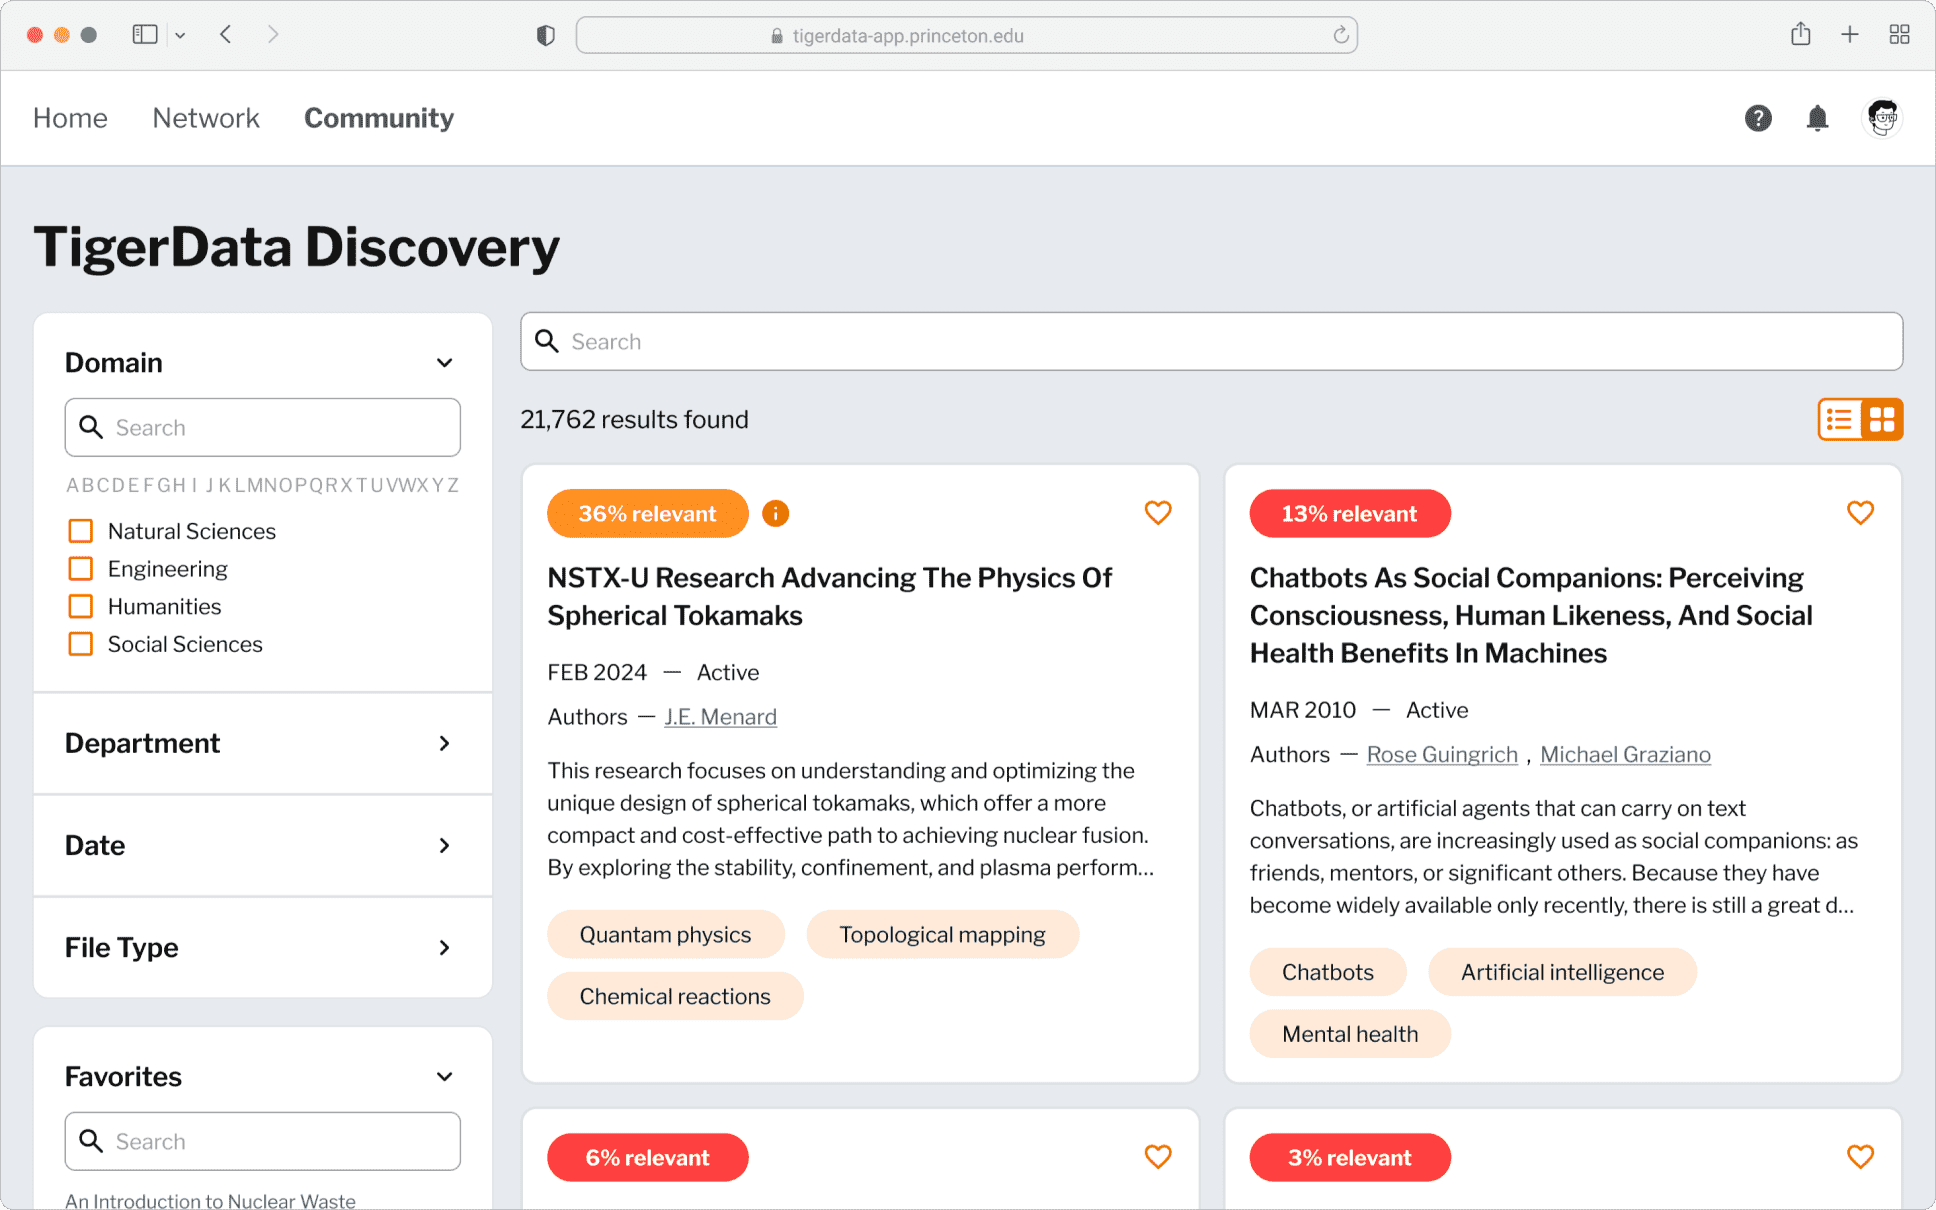 tigerdata-app.princeton.edu
Home Network Community
TigerData Discovery
Domain
Search
A B C D E F G H I J K L M N O P Q R X T U V W X Y Z
Natural Sciences
Engineering
Humanities
Social Sciences
Department
Date
File Type
Favorites
Search
An Introduction to Nuclear Waste
Search
21,762 results found
36% relevant
NSTX-U Research Advancing The Physics Of
Spherical Tokamaks
FEB 2024 — Active
Authors — J.E. Menard
This research focuses on understanding and optimizing the
unique design of spherical tokamaks, which offer a more
compact and cost-effective path to achieving nuclear fusion.
By exploring the stability, confinement, and plasma perform...
Quantam physics Topological mapping
Chemical reactions
13% relevant
Chatbots As Social Companions: Perceiving
Consciousness, Human Likeness, And Social
Health Benefits In Machines
MAR 2010 — Active
Authors — Rose Guingrich , Michael Graziano
Chatbots, or artificial agents that can carry on text
conversations, are increasingly used as social companions: as
friends, mentors, or significant others. Because they have
become widely available only recently, there is still a great d...
Chatbots Artificial intelligence
Mental health
6% relevant
3% relevant